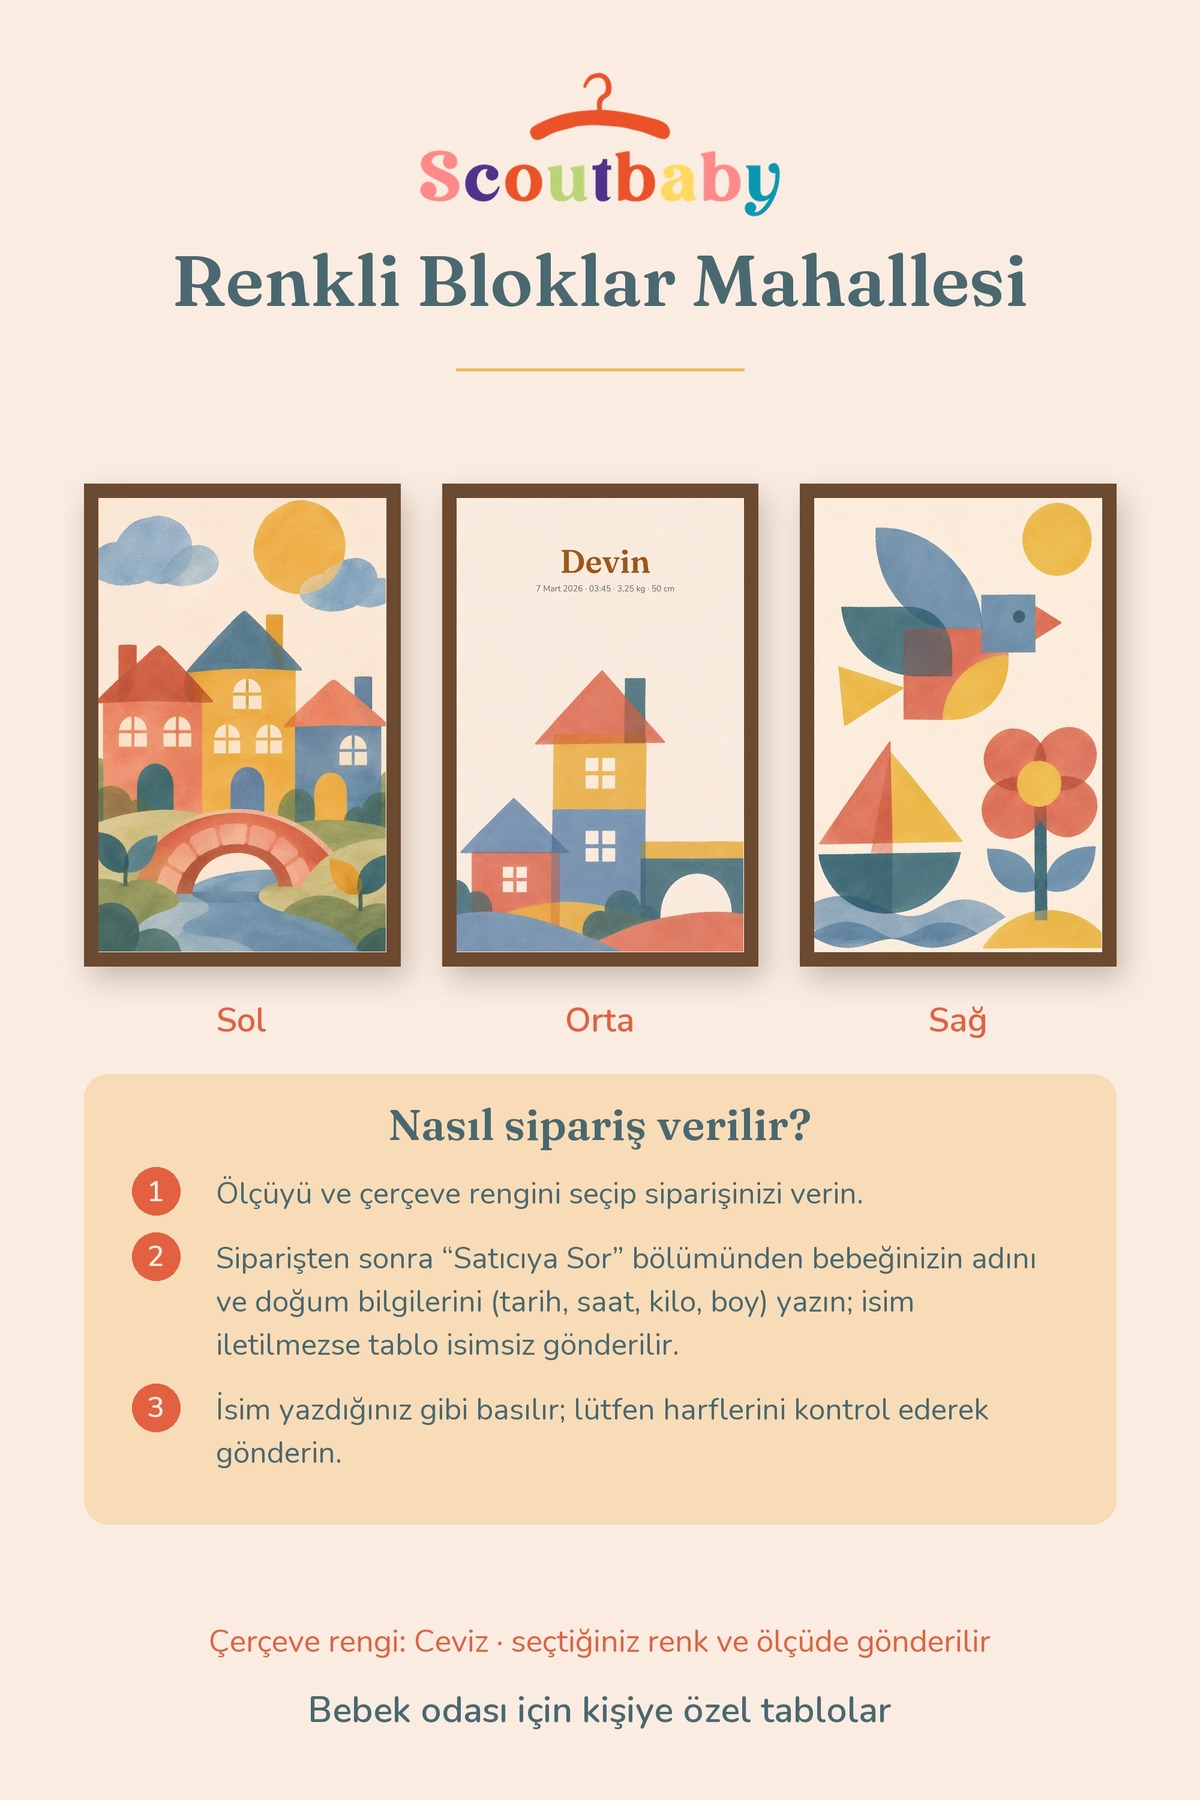 Scoutbaby
Renkli Bloklar Mahallesi
Devin
7 Mart 2026 · 03:45 · 3,25 kg · 50 cm
Sol
Orta
Sağ
Nasıl sipariş verilir?
1 Ölçüyü ve çerçeve rengini seçip siparişinizi verin.
2 Siparişten sonra “Satıcıya Sor” bölümünden bebeğinizin adını
ve doğum bilgilerini (tarih, saat, kilo, boy) yazın; isim
iletilmezse tablo isimsiz gönderilir.
3 İsim yazdığınız gibi basılır; lütfen harflerini kontrol ederek
gönderin.
Çerçeve rengi: Ceviz · seçtiğiniz renk ve ölçüde gönderilir
Bebek odası için kişiye özel tablolar